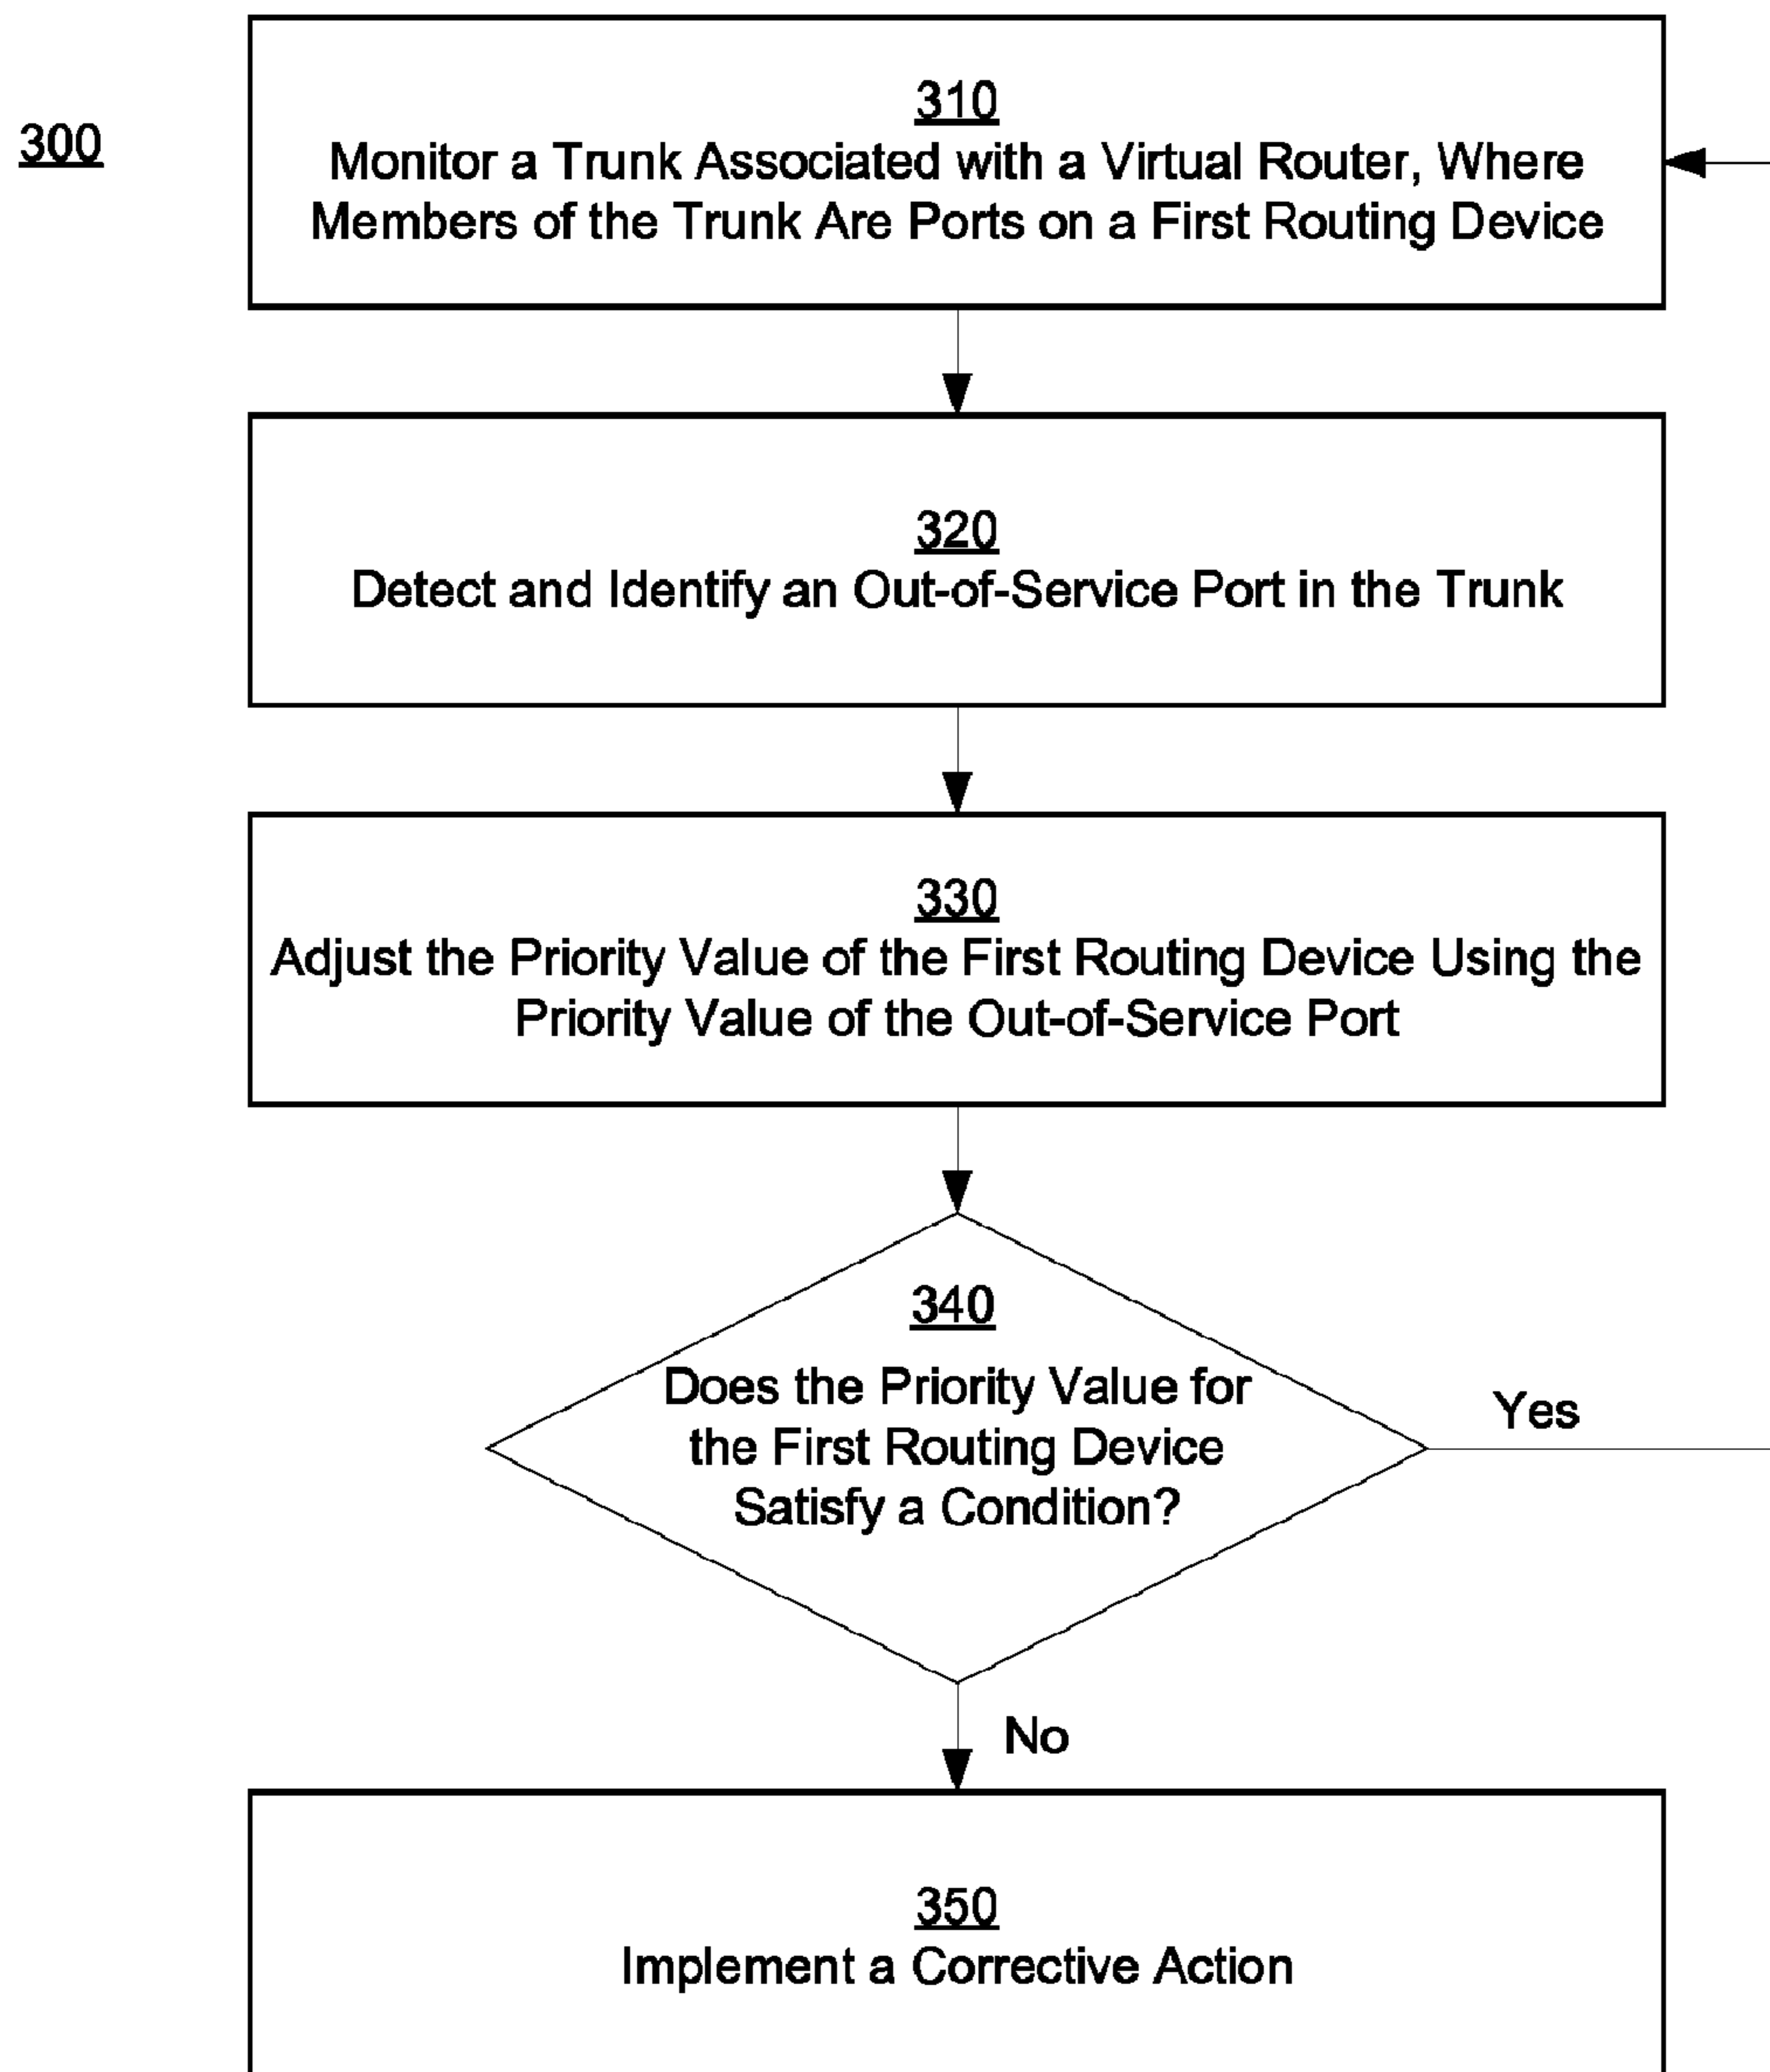 300
310
Monitor a Trunk Associated with a Virtual Router, Where
Members of the Trunk Are Ports on a First Routing Device
320
Detect and Identify an Out-of-Service Port in the Trunk
330
Adjust the Priority Value of the First Routing Device Using the
Priority Value of the Out-of-Service Port
340
Does the Priority Value for
the First Routing Device
Satisfy a Condition?
Yes
No
350
Implement a Corrective Action